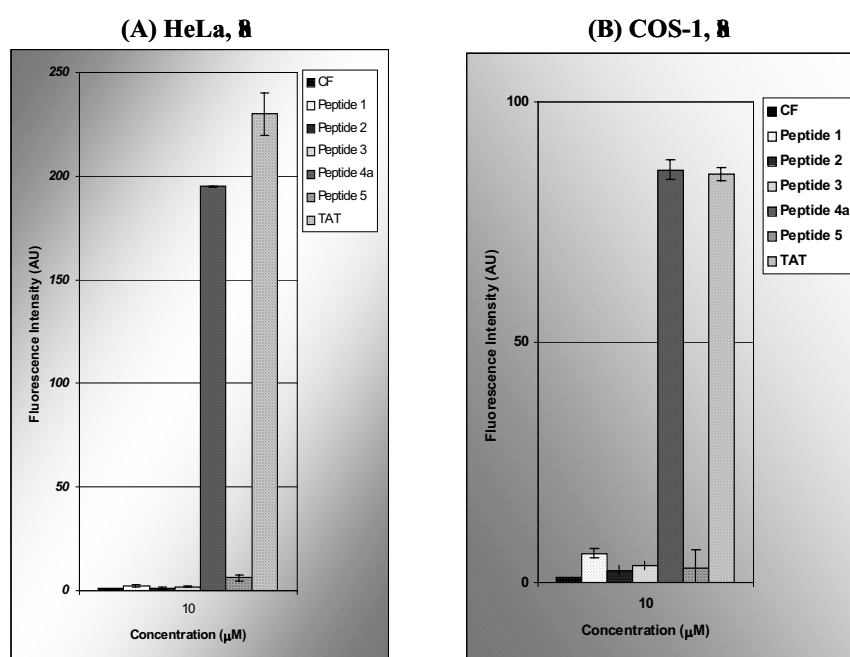 (A) HeLa,
250
200
150
100
50
0
Fluorescence Intensity (AU)
10
Concentration (μM)
CF
Peptide 1
Peptide 2
Peptide 3
Peptide 4a
Peptide 5
TAT
(B) COS-1,
100
50
0
Fluorescence Intensity (AU)
10
Concentration (μM)
CF
Peptide 1
Peptide 2
Peptide 3
Peptide 4a
Peptide 5
TAT